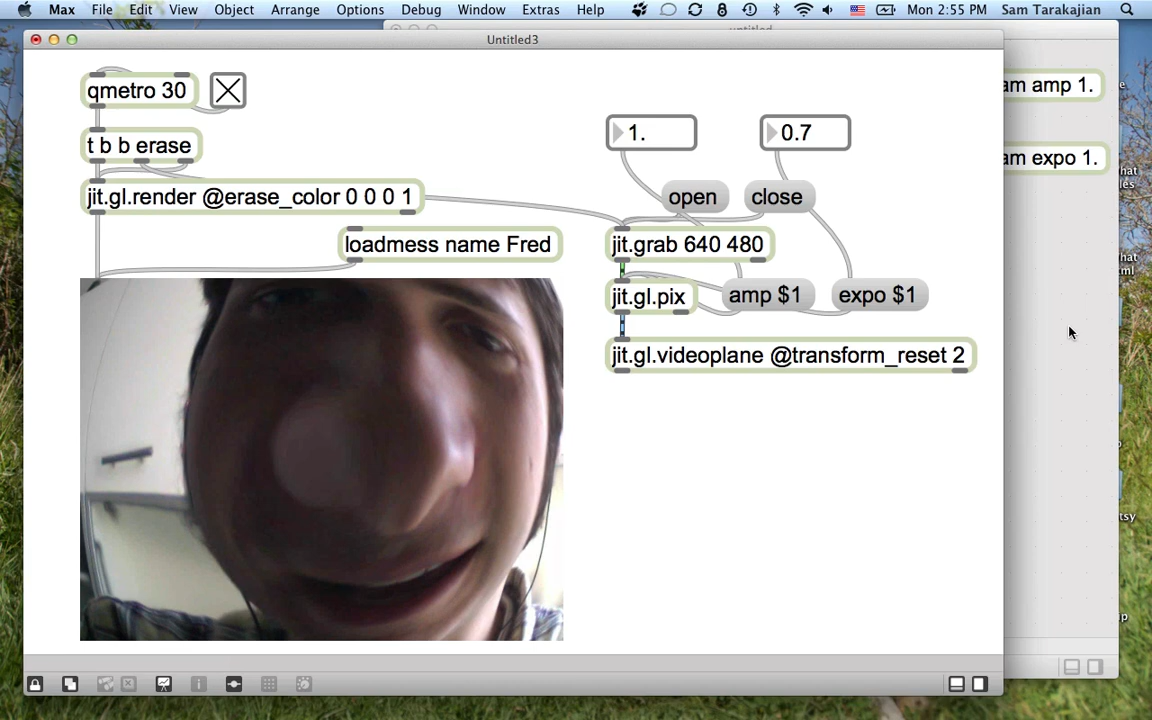 Max File Edit View Object Arrange Options Debug Window Extras Help Mon 2:55 PM Sam Tarakajian
Untitled3
untitled
qmetro 30
t b b erase
jit.gl.render @erase_color 0 0 0 1
loadmess name Fred
1.
0.7
open
close
jit.grab 640 480
jit.gl.pix
amp $1
expo $1
jit.gl.videoplane @transform_reset 2
am amp 1.
am expo 1.